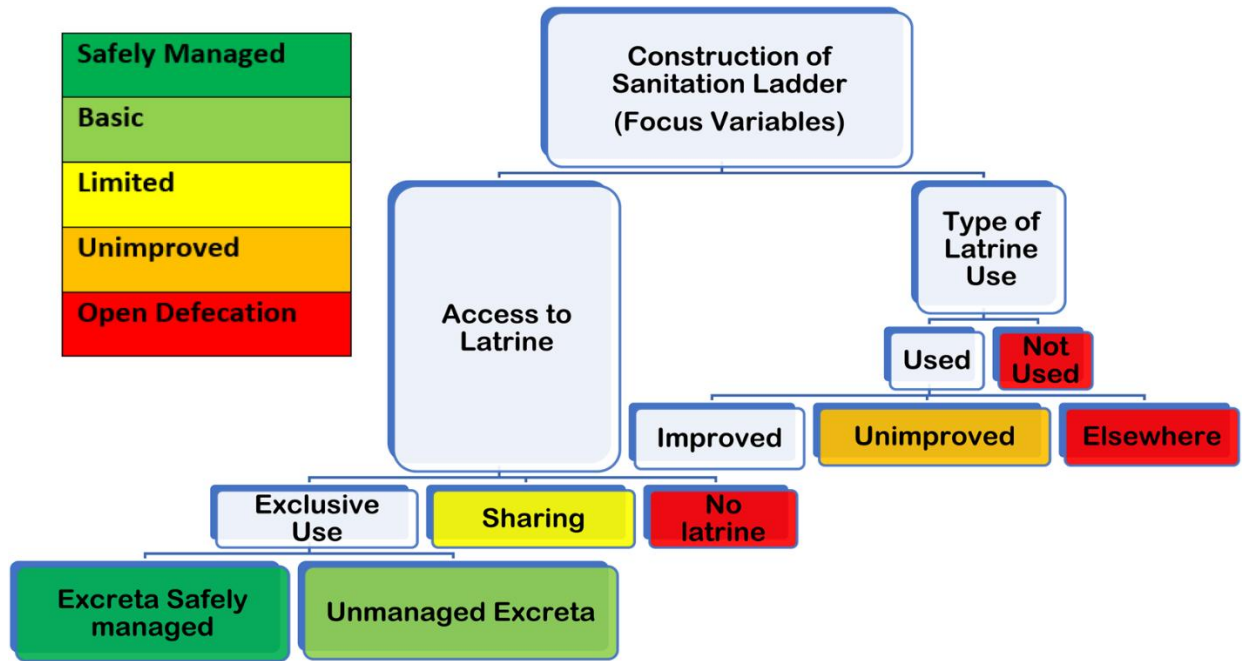 Safely Managed
Basic
Limited
Unimproved
Open Defecation
Construction of
Sanitation Ladder
(Focus Variables)
Access to
Latrine
Type of
Latrine
Use
Used
Not
Used
Improved
Unimproved
Elsewhere
Exclusive
Use
Sharing
No
latrine
Excreta Safely
managed
Unmanaged Excreta